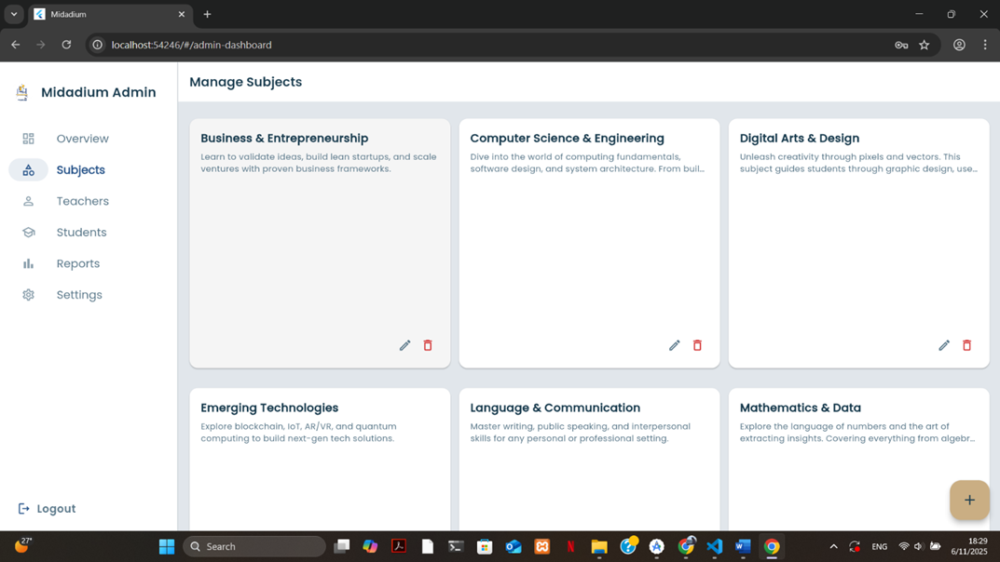 Midadium
localhost:54246/#/admin-dashboard
Midadium Admin
Overview
Subjects
Teachers
Students
Reports
Settings
Logout
Manage Subjects
Business & Entrepreneurship
Learn to validate ideas, build lean startups, and scale
ventures with proven business frameworks.
Computer Science & Engineering
Dive into the world of computing fundamentals,
software design, and system architecture. From buil...
Digital Arts & Design
Unleash creativity through pixels and vectors. This
subject guides students through graphic design, use...
Emerging Technologies
Explore blockchain, IoT, AR/VR, and quantum
computing to build next-gen tech solutions.
Language & Communication
Master writing, public speaking, and interpersonal
skills for any personal or professional setting.
Mathematics & Data
Explore the language of numbers and the art of
extracting insights. Covering everything from algebr...
27°
Search
ENG
18:29
6/11/2025